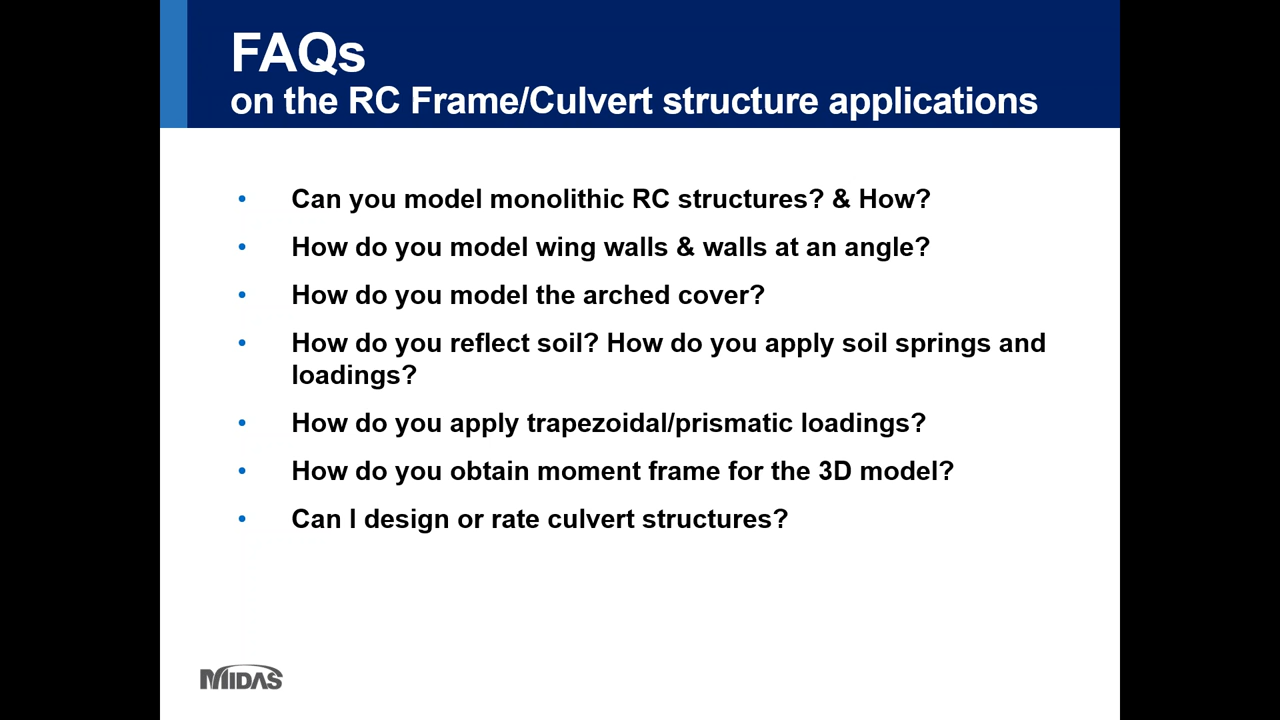 FAQs
on the RC Frame/Culvert structure applications
• Can you model monolithic RC structures? & How?
• How do you model wing walls & walls at an angle?
• How do you model the arched cover?
• How do you reflect soil? How do you apply soil springs and
loadings?
• How do you apply trapezoidal/prismatic loadings?
• How do you obtain moment frame for the 3D model?
• Can I design or rate culvert structures?
MIDAS